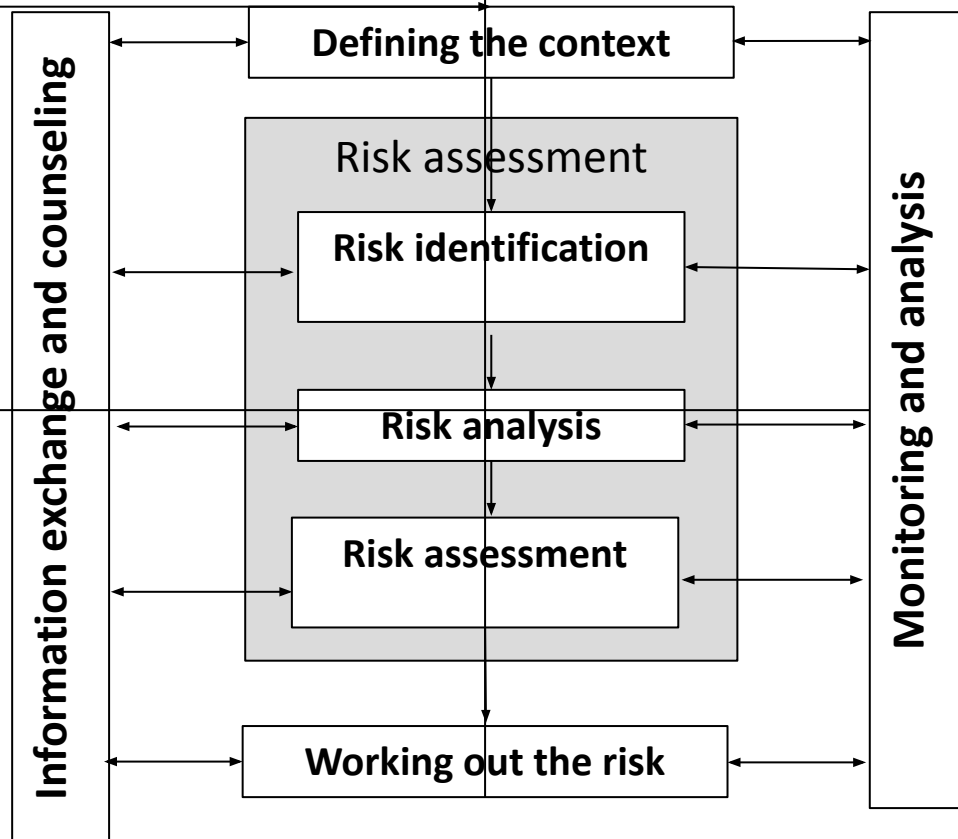 Defining the context
Information exchange and counseling
Risk assessment
Risk identification
Risk analysis
Risk assessment
Working out the risk
Monitoring and analysis